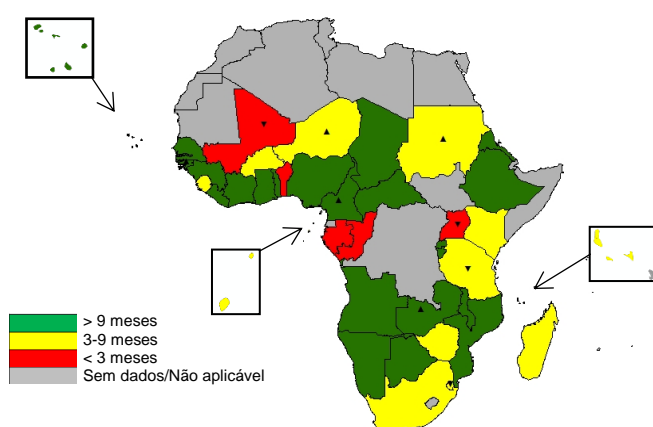 > 9 meses
3-9 meses
< 3 meses
Sem dados/Não aplicável